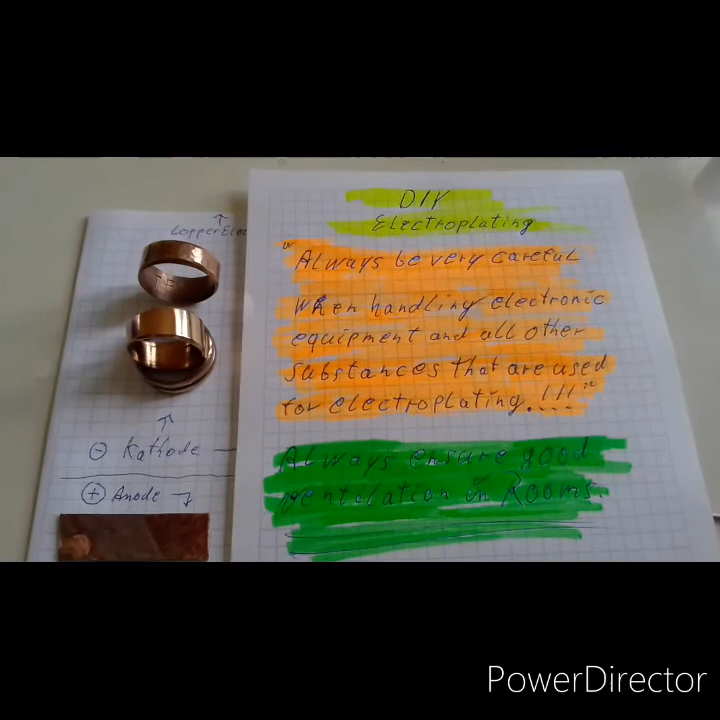 DIY
Electroplating
"Always be very careful
When handling electronic
equipment and all other
substances that are used
for electroplating.!!!"
Always ensure good
ventilation in Rooms.
↑
CopperElec
↑
⊖ Kathode —
⊕ Anode ↴
PowerDirector